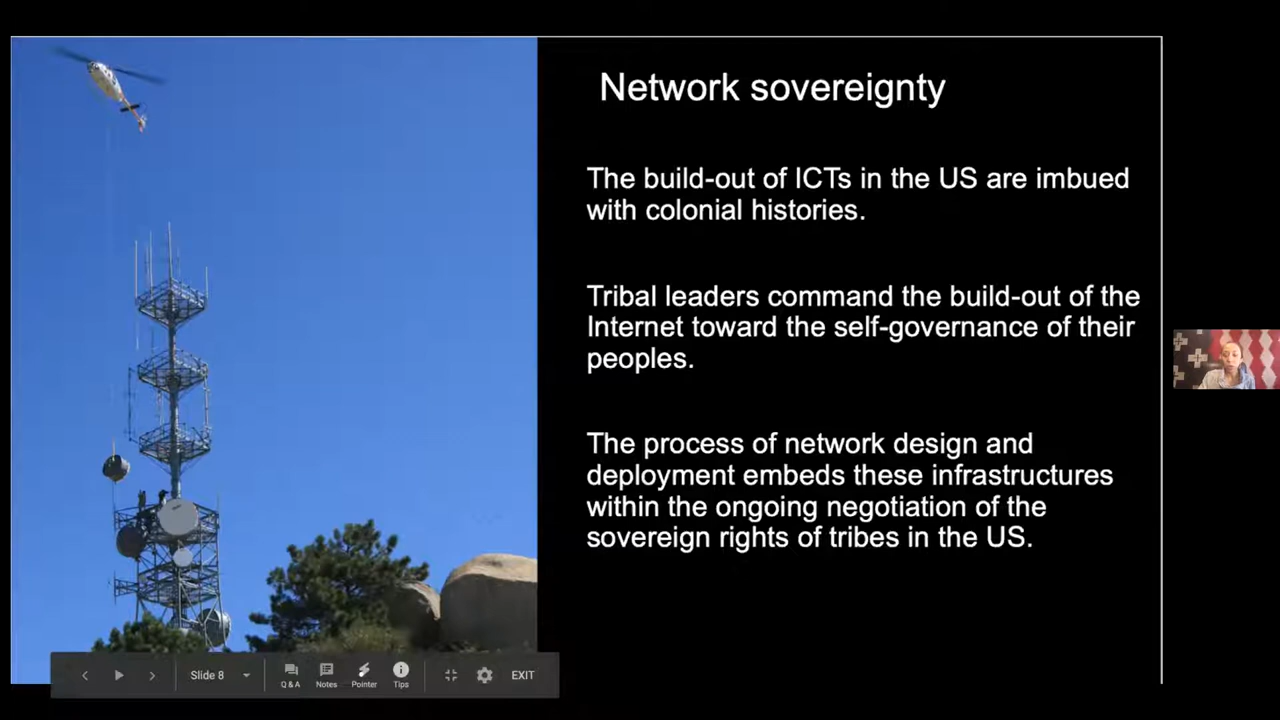 Network sovereignty
The build-out of ICTs in the US are imbued
with colonial histories.
Tribal leaders command the build-out of the
Internet toward the self-governance of their
peoples.
The process of network design and
deployment embeds these infrastructures
within the ongoing negotiation of the
sovereign rights of tribes in the US.
Slide 8
Q & A
Notes
Pointer
Tips
EXIT